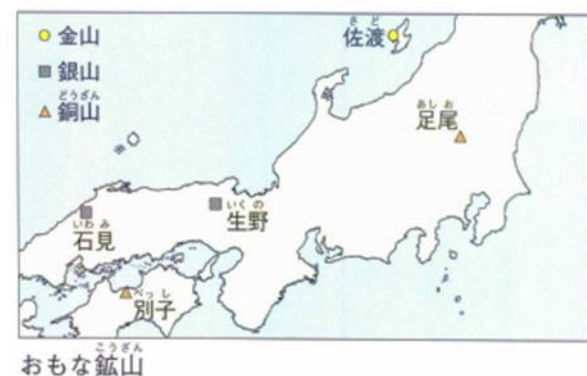 金山
銀山
どうざん
銅山
さど
佐渡
あしお
足尾
いくの
生野
いわみ
石見
べっし
別子
こうざん
おもな鉱山